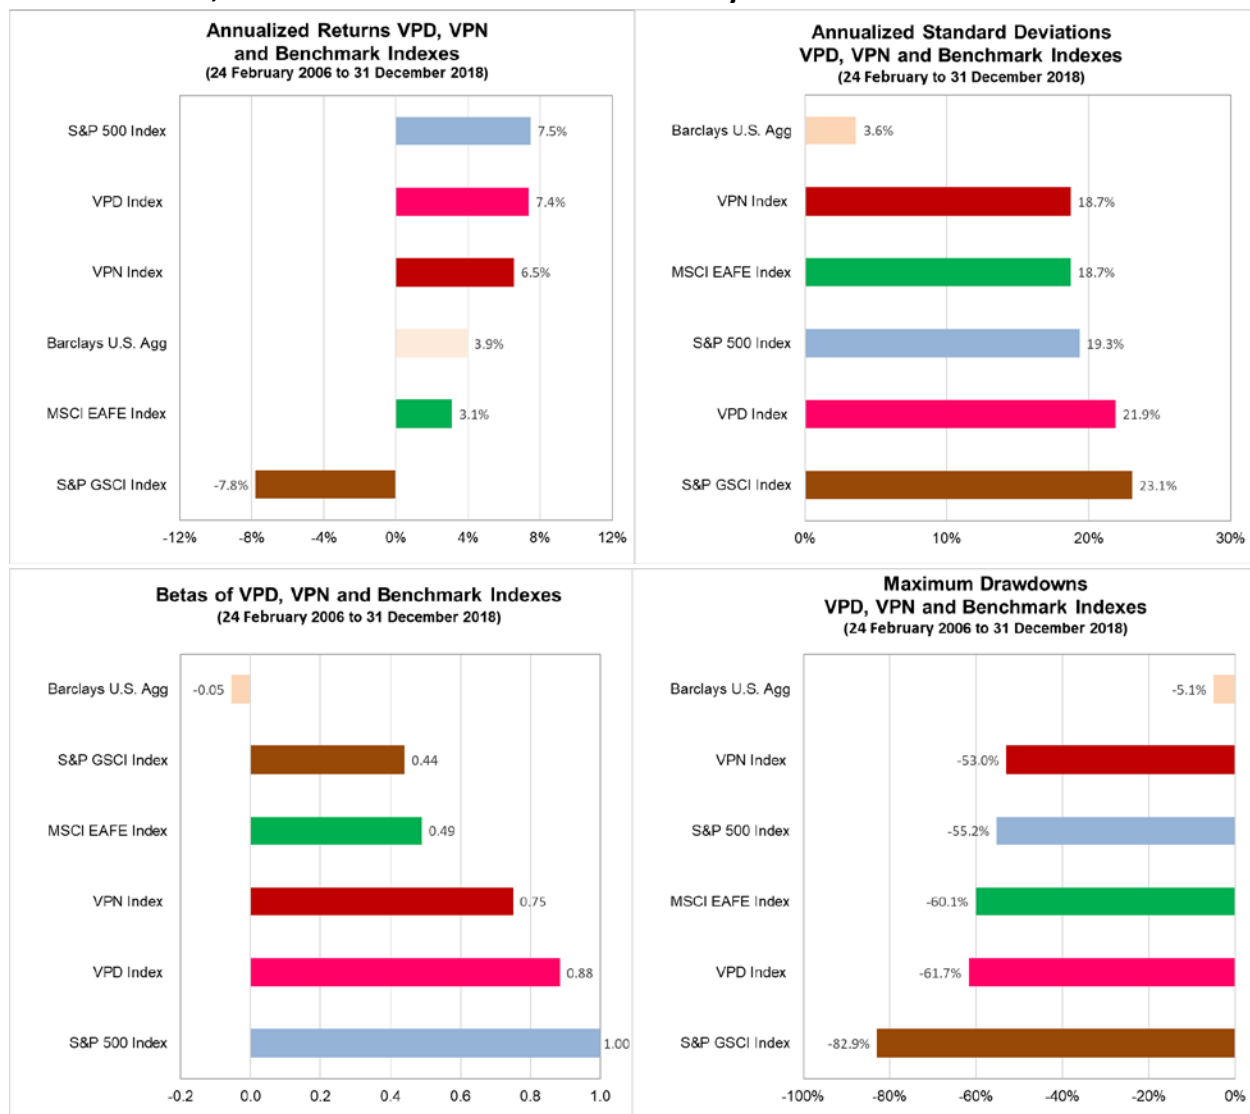 Annualized Returns VPD, VPN
and Benchmark Indexes
(24 February 2006 to 31 December 2018)
S&P 500 Index
7.5%
VPD Index
7.4%
VPN Index
6.5%
Barclays U.S. Agg
3.9%
MSCI EAFE Index
3.1%
S&P GSCI Index
-7.8%
-12% -8% -4% 0% 4% 8% 12%
Annualized Standard Deviations
VPD, VPN and Benchmark Indexes
(24 February to 31 December 2018)
Barclays U.S. Agg
3.6%
VPN Index
18.7%
MSCI EAFE Index
18.7%
S&P 500 Index
19.3%
VPD Index
21.9%
S&P GSCI Index
23.1%
0% 10% 20% 30%
Betas of VPD, VPN and Benchmark Indexes
(24 February 2006 to 31 December 2018)
Barclays U.S. Agg
-0.05
S&P GSCI Index
0.44
MSCI EAFE Index
0.49
VPN Index
0.75
VPD Index
0.88
S&P 500 Index
1.00
-0.2 0.0 0.2 0.4 0.6 0.8 1.0
Maximum Drawdowns
VPD, VPN and Benchmark Indexes
(24 February 2006 to 31 December 2018)
Barclays U.S. Agg
-5.1%
VPN Index
-53.0%
S&P 500 Index
-55.2%
MSCI EAFE Index
-60.1%
VPD Index
-61.7%
S&P GSCI Index
-82.9%
-100% -80% -60% -40% -20% 0%